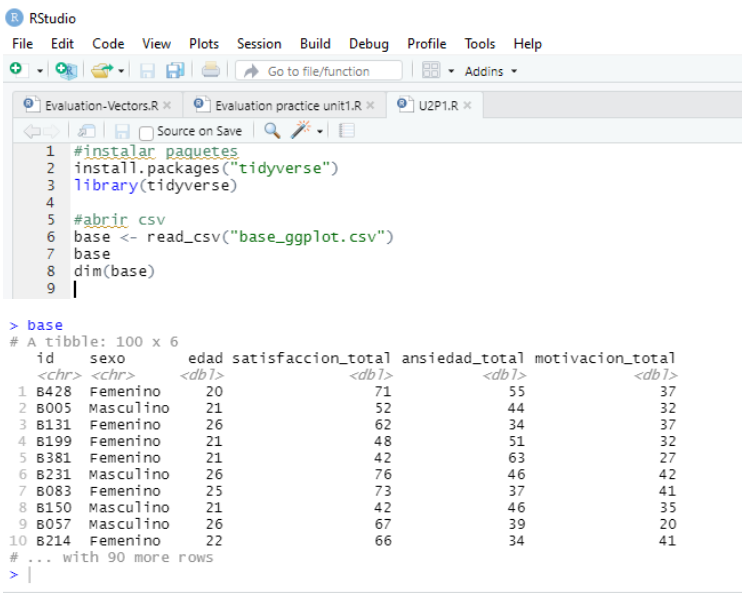 RStudio
File Edit Code View Plots Session Build Debug Profile Tools Help
Go to file/function Addins
Evaluation-Vectors.R Evaluation practice unit1.R U2P1.R
Source on Save
1 #instalar paquetes
2 install.packages("tidyverse")
3 library(tidyverse)
4
5 #abrir csv
6 base <- read_csv("base_ggplot.csv")
7 base
8 dim(base)
9
> base
# A tibble: 100 x 6
id sexo edad satisfaccion_total ansiedad_total motivacion_total
<chr> <chr> <dbl> <dbl> <dbl> <dbl>
1 B428 Femenino 20 71 55 37
2 B005 Masculino 21 52 44 32
3 B131 Femenino 26 62 34 37
4 B199 Femenino 21 48 51 32
5 B381 Femenino 21 42 63 27
6 B231 Masculino 26 76 46 42
7 B083 Femenino 25 73 37 41
8 B150 Masculino 21 42 46 35
9 B057 Masculino 26 67 39 20
10 B214 Femenino 22 66 34 41
# ... with 90 more rows
>